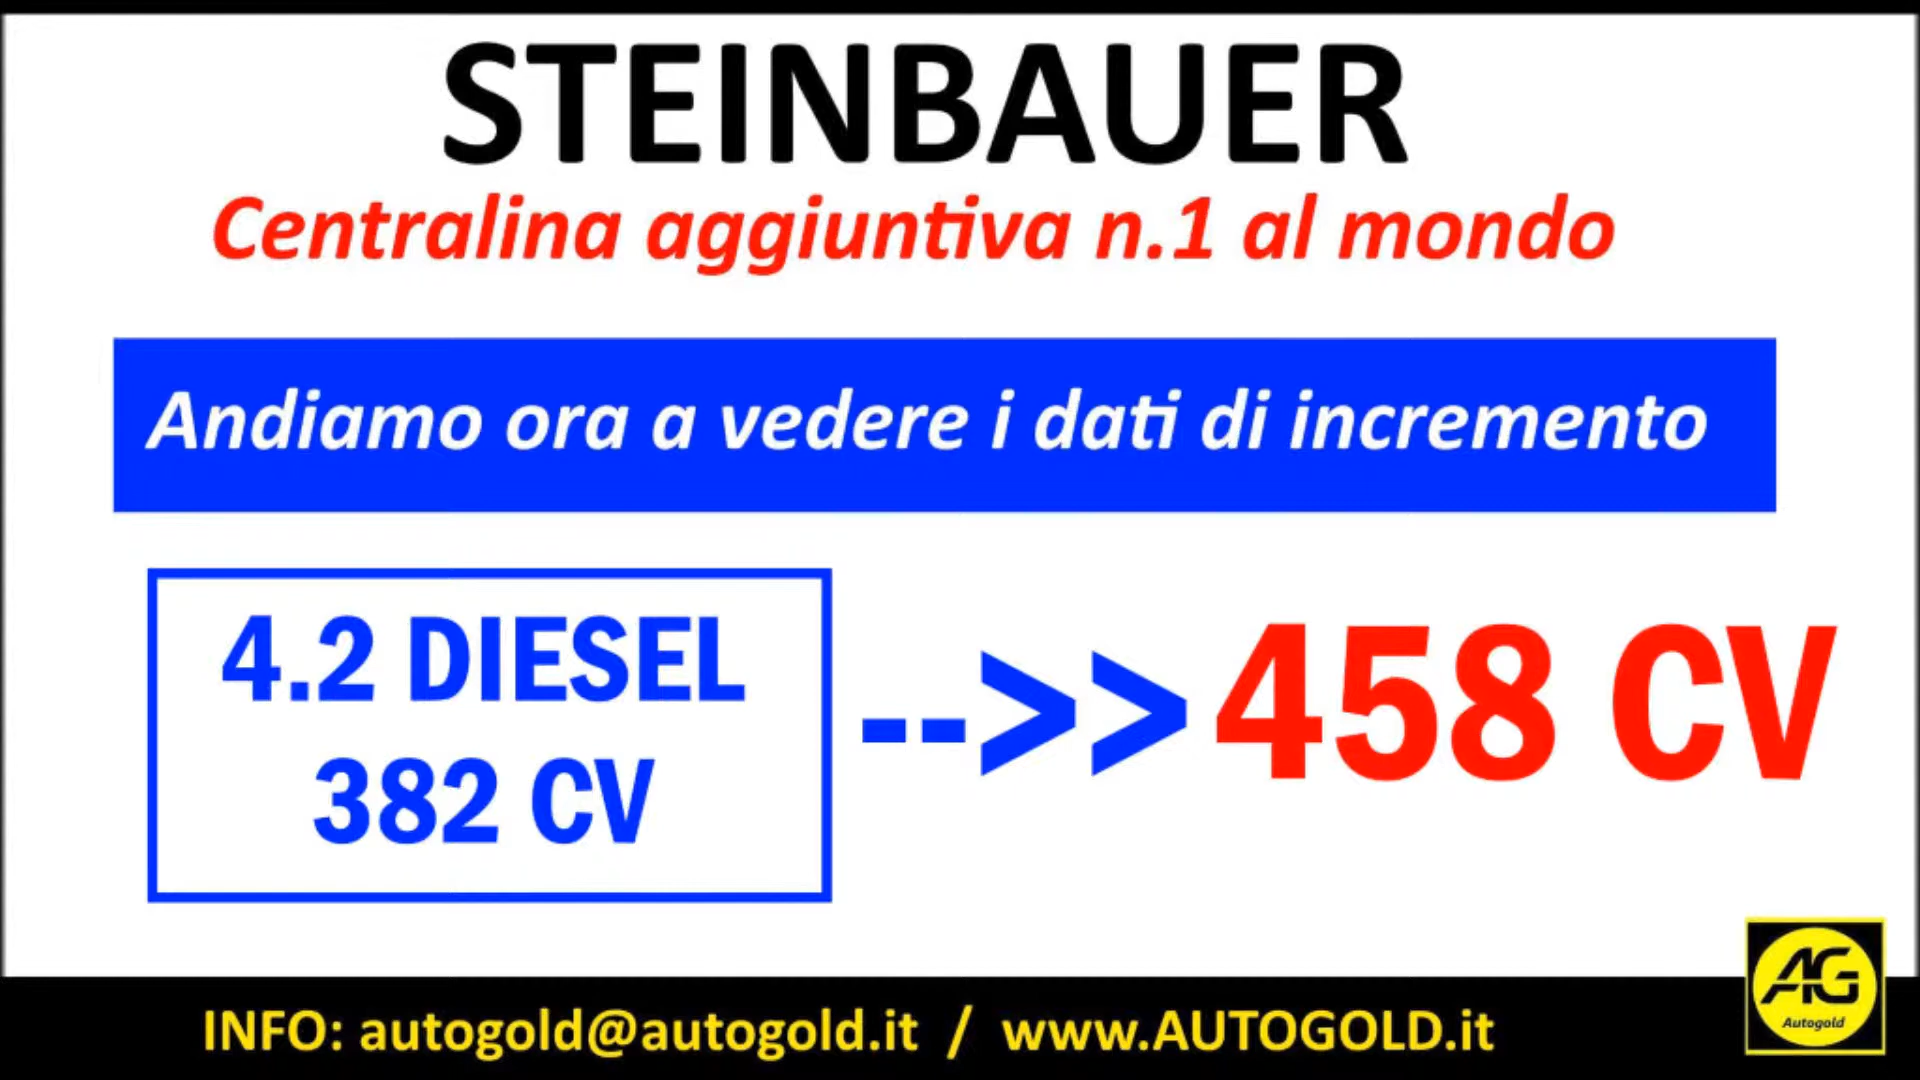 STEINBAUER
Centralina aggiuntiva n.1 al mondo
Andiamo ora a vedere i dati di incremento
4.2 DIESEL
382 CV
-->> 458 CV
AG
Autogold
INFO: autogold@autogold.it / www.AUTOGOLD.it